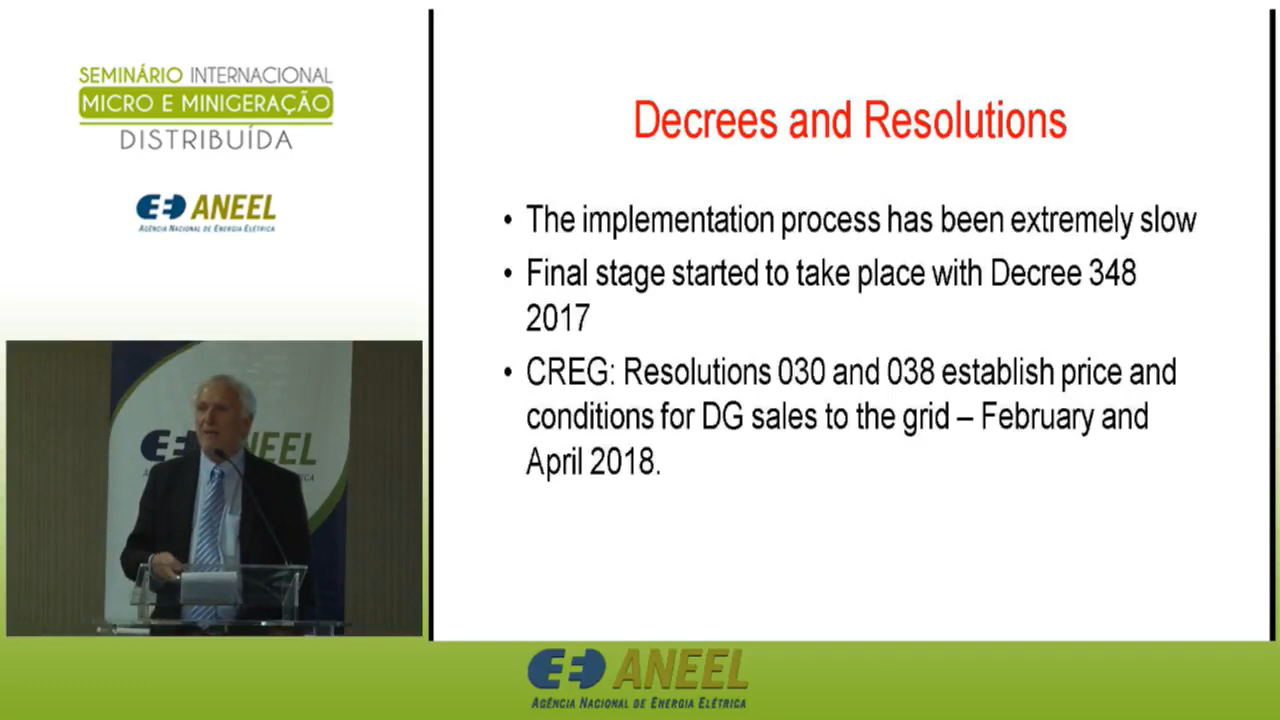 SEMINÁRIO INTERNACIONAL
MICRO E MINIGERAÇÃO
DISTRIBUÍDA
ANEEL
AGÊNCIA NACIONAL DE ENERGIA ELÉTRICA
Decrees and Resolutions
• The implementation process has been extremely slow
• Final stage started to take place with Decree 348
2017
• CREG: Resolutions 030 and 038 establish price and
conditions for DG sales to the grid – February and
April 2018.
NEEL
ANEEL
AGÊNCIA NACIONAL DE ENERGIA ELÉTRICA